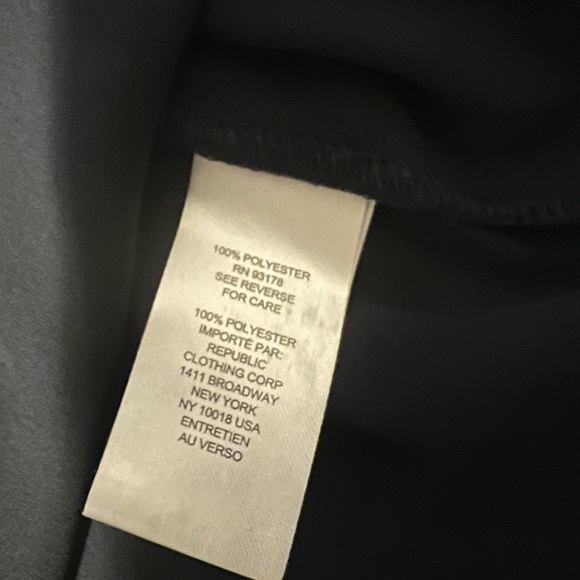 100% POLYESTER
RN 93178
SEE REVERSE
FOR CARE
100% POLYESTER
IMPORTÉ PAR:
REPUBLIC
CLOTHING CORP
1411 BROADWAY
NEW YORK
NY 10018 USA
ENTRETIEN
AU VERSO